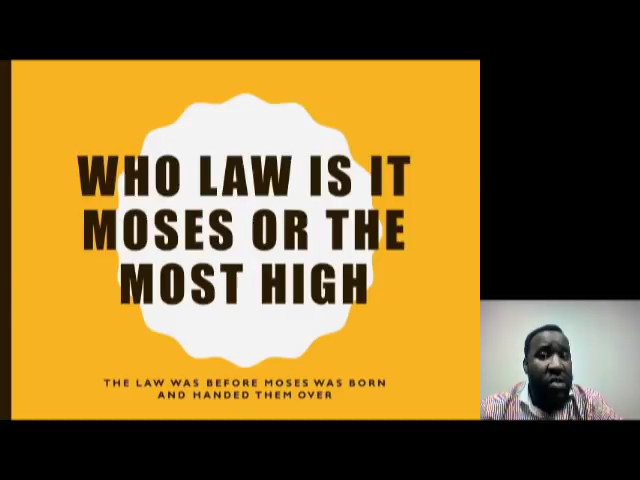 WHO LAW IS IT
MOSES OR THE
MOST HIGH
THE LAW WAS BEFORE MOSES WAS BORN
AND HANDED THEM OVER